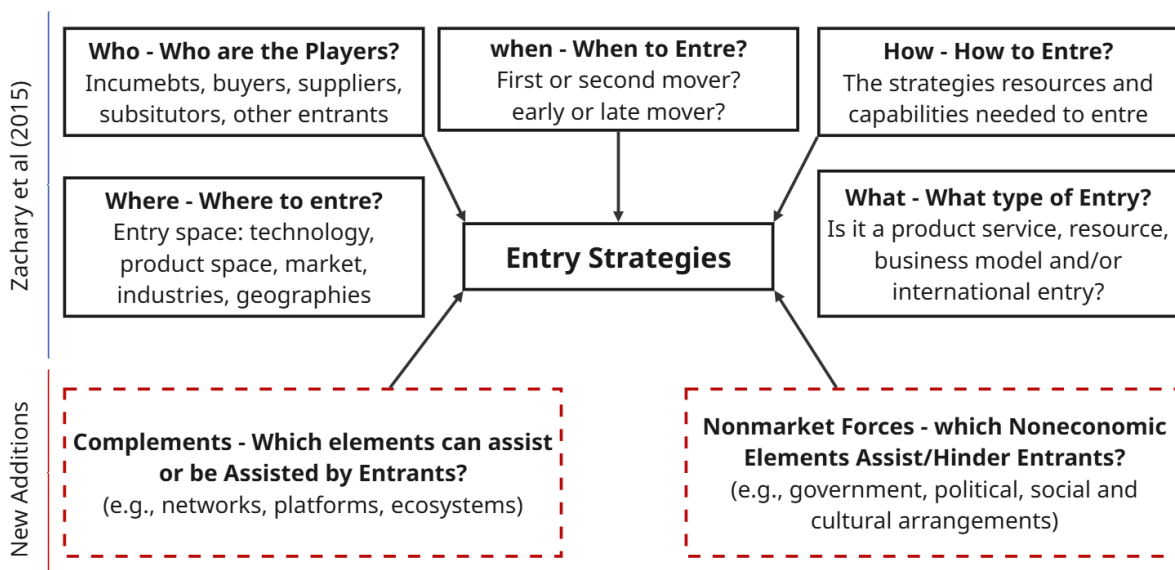 Zachary et al (2015)
Who - Who are the Players?
Incumebts, buyers, suppliers,
subsitutors, other entrants
when - When to Entre?
First or second mover?
early or late mover?
How - How to Entre?
The strategies resources and
capabilities needed to entre
Where - Where to entre?
Entry space: technology,
product space, market,
industries, geographies
Entry Strategies
What - What type of Entry?
Is it a product service, resource,
business model and/or
international entry?
New Additions
Complements - Which elements can assist
or be Assisted by Entrants?
(e.g., networks, platforms, ecosystems)
Nonmarket Forces - which Noneconomic
Elements Assist/Hinder Entrants?
(e.g., government, political, social and
cultural arrangements)